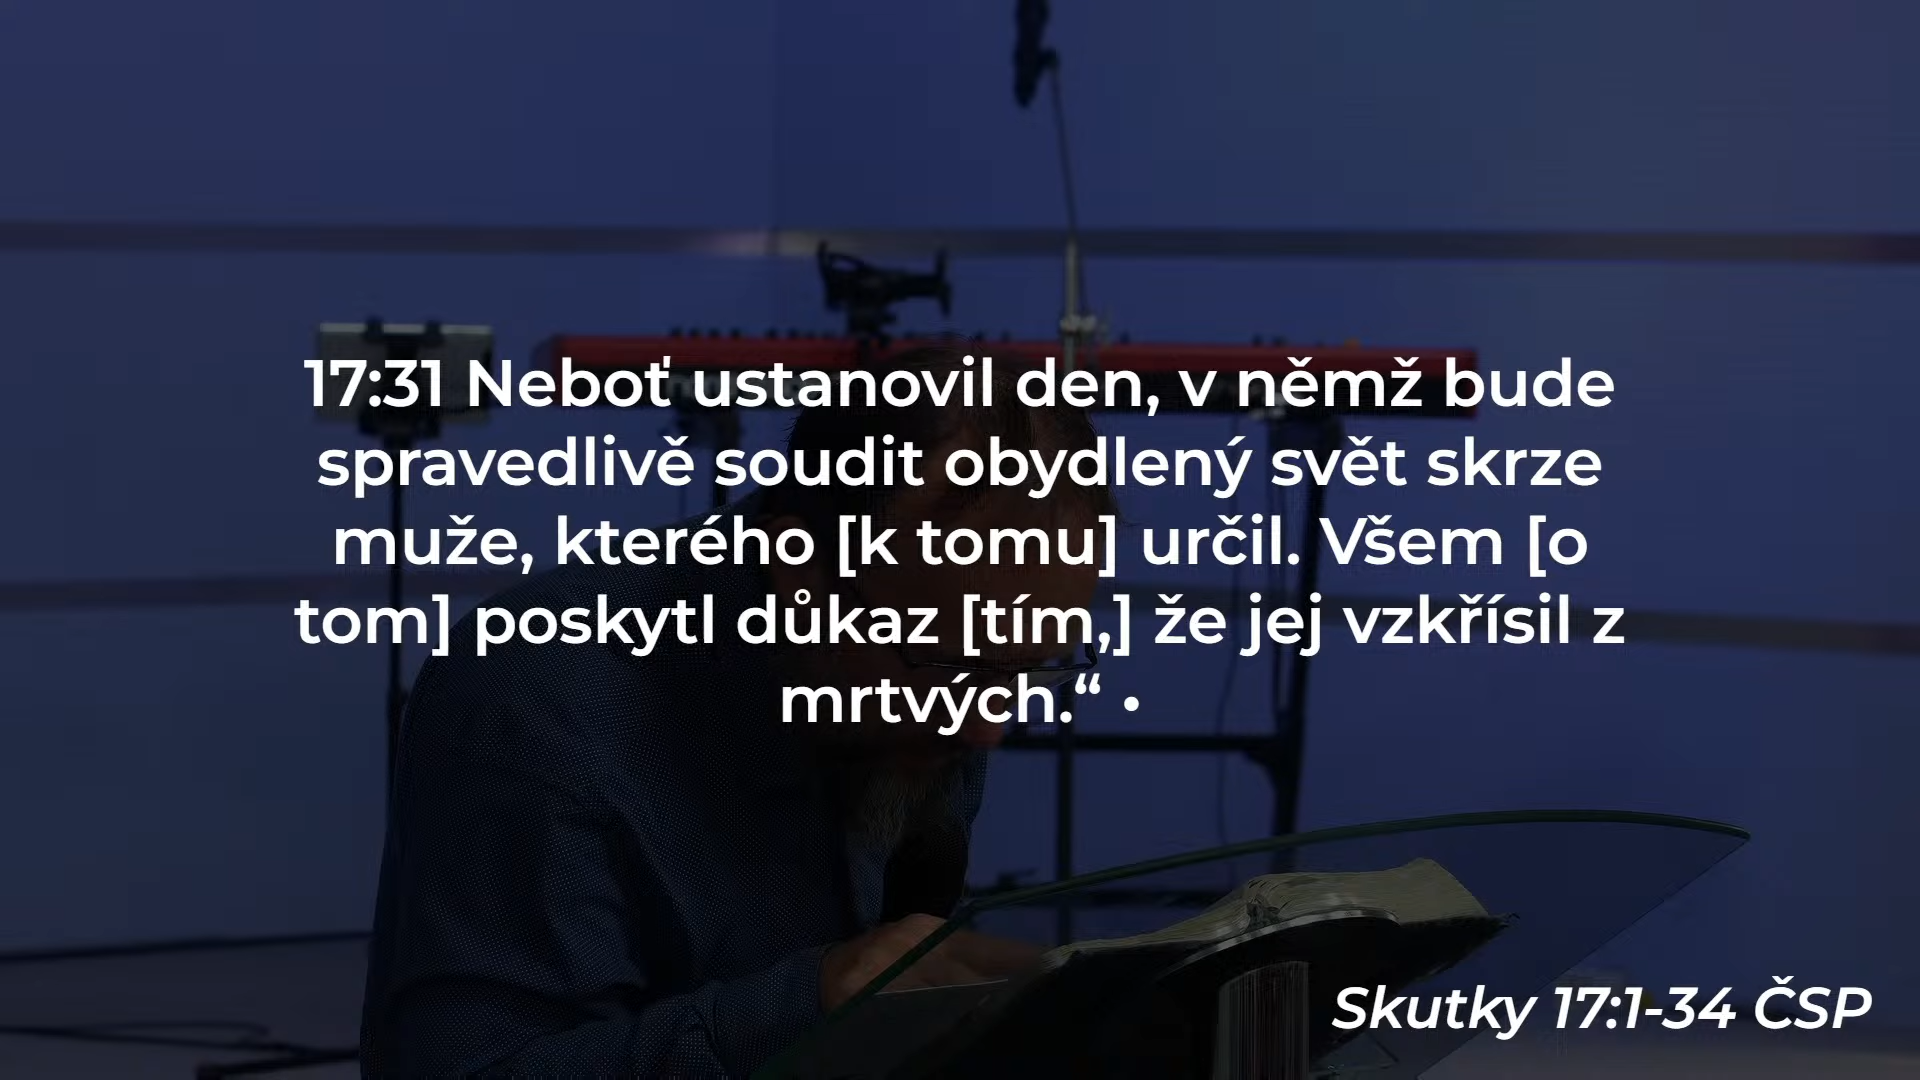 17:31 Neboť ustanovil den, v němž bude
spravedlivě soudit obydlený svět skrze
muže, kterého [k tomu] určil. Všem [o
tom] poskytl důkaz [tím,] že jej vzkřísil z
mrtvých.“ •
Skutky 17:1-34 ČSP